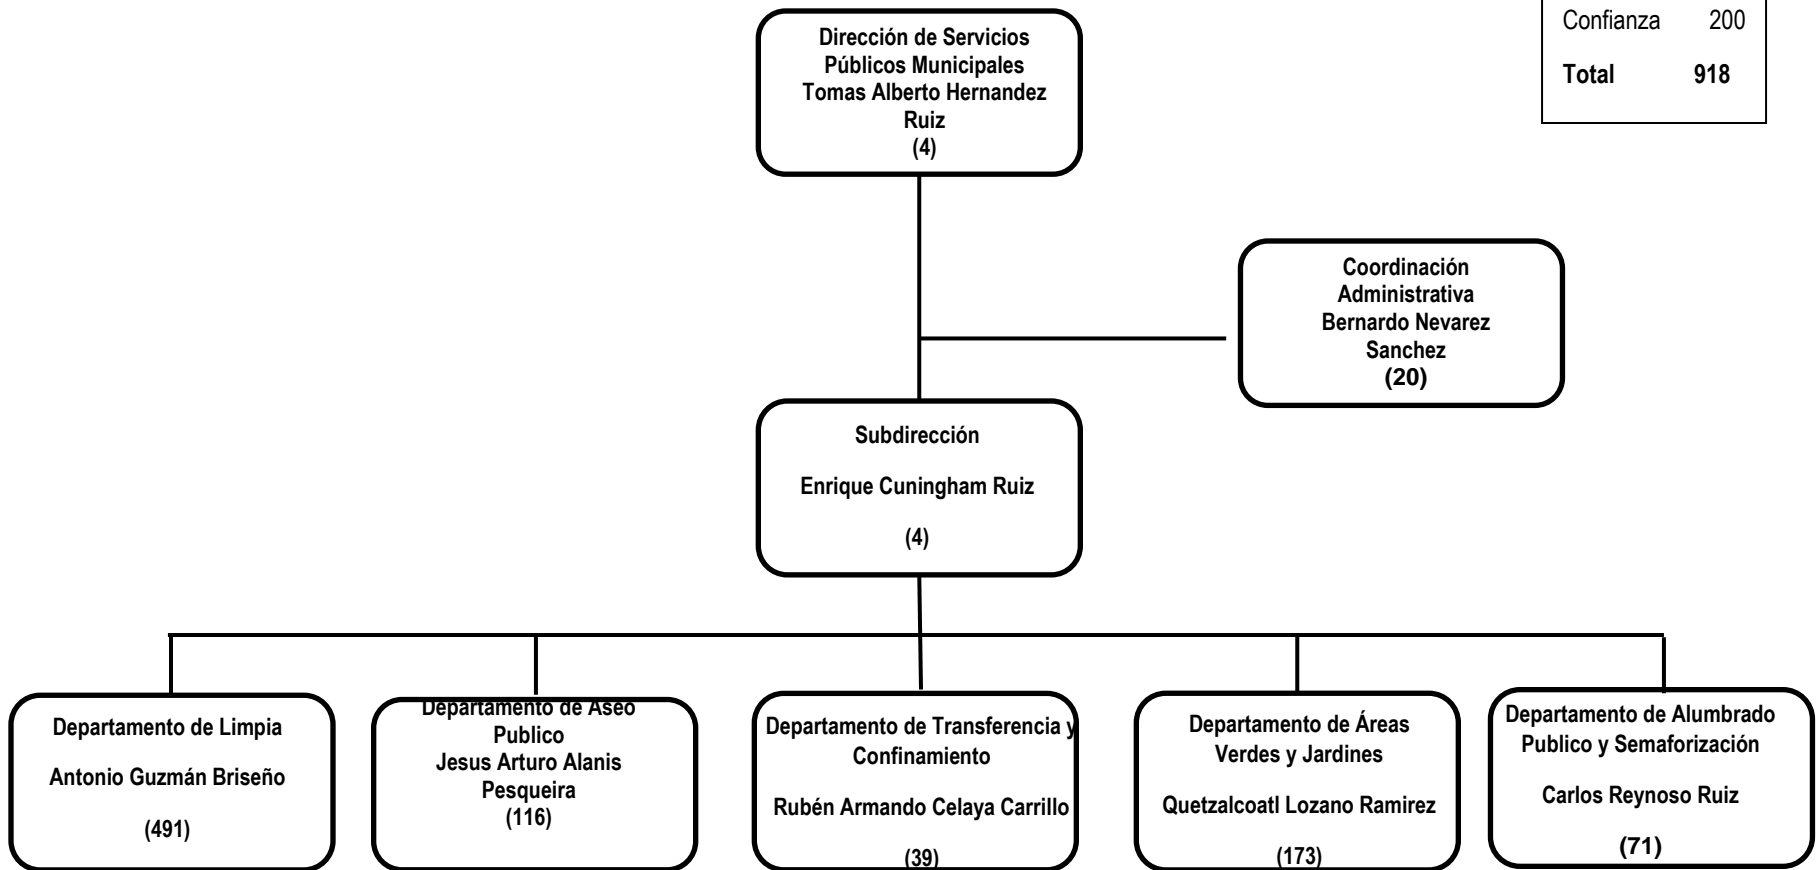 Confianza 200
Total 918
Dirección de Servicios
Públicos Municipales
Tomas Alberto Hernandez
Ruiz
(4)
Coordinación
Administrativa
Bernardo Nevarez
Sanchez
(20)
Subdirección
Enrique Cuningham Ruiz
(4)
Departamento de Limpia
Antonio Guzmán Briseño
(491)
Departamento de Aseo
Publico
Jesus Arturo Alanis
Pesqueira
(116)
Departamento de Transferencia y
Confinamiento
Rubén Armando Celaya Carrillo
(39)
Departamento de Áreas
Verdes y Jardines
Quetzalcoatl Lozano Ramirez
(173)
Departamento de Alumbrado
Publico y Semaforización
Carlos Reynoso Ruiz
(71)